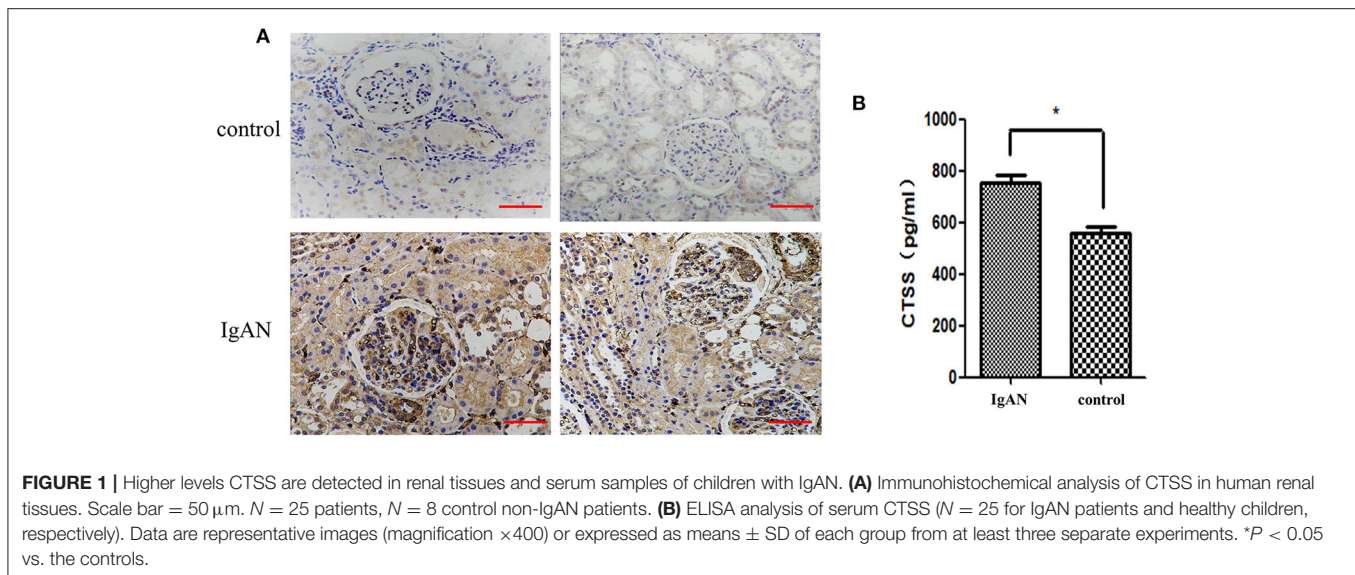 A
control
IgAN
B
*
1000
800
600
400
200
0
CTSS（pg/ml）
IgAN control
FIGURE 1 | Higher levels CTSS are detected in renal tissues and serum samples of children with IgAN. (A) Immunohistochemical analysis of CTSS in human renal
tissues. Scale bar = 50 μm. N = 25 patients, N = 8 control non-IgAN patients. (B) ELISA analysis of serum CTSS (N = 25 for IgAN patients and healthy children,
respectively). Data are representative images (magnification ×400) or expressed as means ± SD of each group from at least three separate experiments. *P < 0.05
vs. the controls.